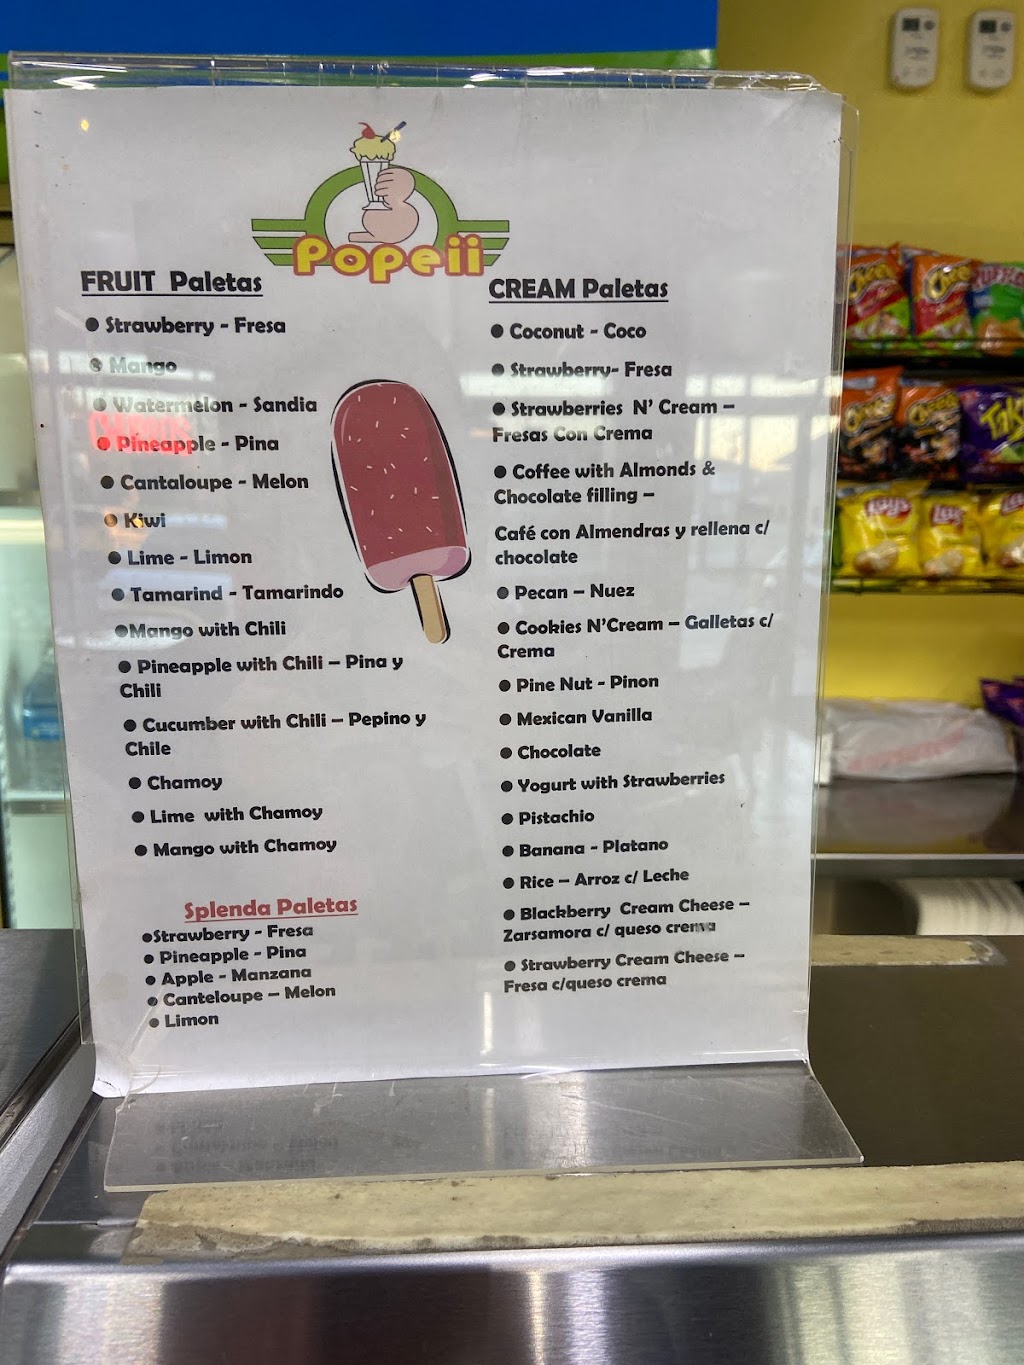 Popeii
FRUIT Paletas
● Strawberry - Fresa
● Mango
● Watermelon - Sandia
● Pineapple - Pina
● Cantaloupe - Melon
● Kiwi
● Lime - Limon
● Tamarind - Tamarindo
●Mango with Chili
● Pineapple with Chili – Pina y
Chili
● Cucumber with Chili – Pepino y
Chile
● Chamoy
● Lime with Chamoy
● Mango with Chamoy
Splenda Paletas
●Strawberry - Fresa
● Pineapple - Pina
● Apple - Manzana
● Canteloupe – Melon
● Limon
CREAM Paletas
● Coconut - Coco
● Strawberry- Fresa
● Strawberries N' Cream –
Fresas Con Crema
● Coffee with Almonds &
Chocolate filling –
Café con Almendras y rellena c/
chocolate
● Pecan – Nuez
● Cookies N'Cream – Galletas c/
Crema
● Pine Nut - Pinon
● Mexican Vanilla
● Chocolate
● Yogurt with Strawberries
● Pistachio
● Banana - Platano
● Rice – Arroz c/ Leche
● Blackberry Cream Cheese –
Zarsamora c/ queso crema
● Strawberry Cream Cheese –
Fresa c/queso crema
Lay's